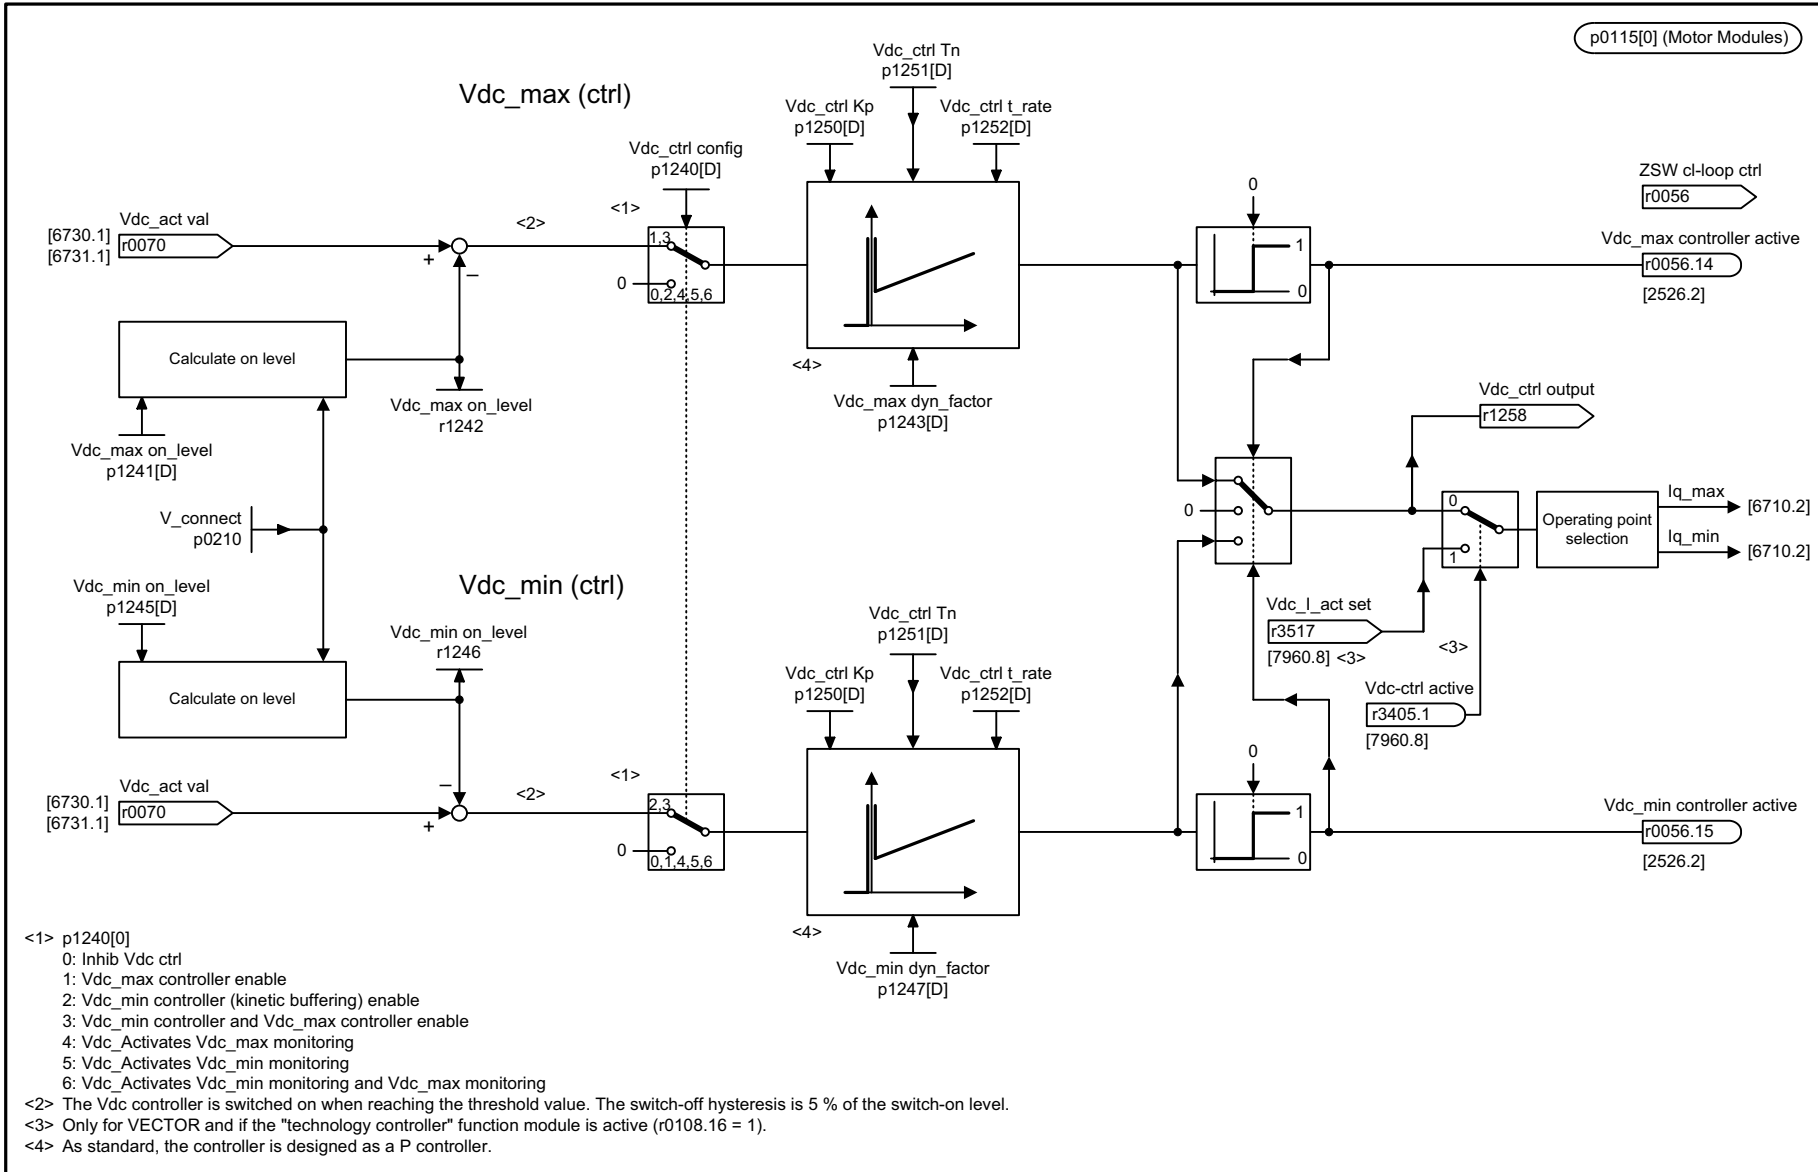 p0115[0] (Motor Modules)
Vdc_max (ctrl)
Vdc_ctrl Tn
p1251[D]
Vdc_ctrl Kp
p1250[D]
Vdc_ctrl t_rate
p1252[D]
Vdc_ctrl config
p1240[D]
ZSW cl-loop ctrl
r0056
[6730.1]
[6731.1]
Vdc_act val
r0070
+
–
<2>
<1>
1,3
0
0,2,4,5,6
0
1
0
Vdc_max controller active
r0056.14
[2526.2]
Calculate on level
Vdc_max on_level
r1242
<4>
Vdc_max dyn_factor
p1243[D]
Vdc_max on_level
p1241[D]
Vdc_ctrl output
r1258
V_connect
p0210
0
0
1
Operating point
selection
Iq_max
[6710.2]
Iq_min
[6710.2]
Vdc_min (ctrl)
Vdc_min on_level
p1245[D]
Vdc_min on_level
r1246
Calculate on level
Vdc_ctrl Tn
p1251[D]
Vdc_ctrl Kp
p1250[D]
Vdc_ctrl t_rate
p1252[D]
Vdc_I_act set
r3517
[7960.8] <3>
<3>
Vdc-ctrl active
r3405.1
[7960.8]
[6730.1]
[6731.1]
Vdc_act val
r0070
+
–
<2>
<1>
2,3
0
0,1,4,5,6
0
1
0
Vdc_min controller active
r0056.15
[2526.2]
<4>
Vdc_min dyn_factor
p1247[D]
<1> p1240[0]
0: Inhib Vdc ctrl
1: Vdc_max controller enable
2: Vdc_min controller (kinetic buffering) enable
3: Vdc_min controller and Vdc_max controller enable
4: Vdc_Activates Vdc_max monitoring
5: Vdc_Activates Vdc_min monitoring
6: Vdc_Activates Vdc_min monitoring and Vdc_max monitoring
<2> The Vdc controller is switched on when reaching the threshold value. The switch-off hysteresis is 5 % of the switch-on level.
<3> Only for VECTOR and if the "technology controller" function module is active (r0108.16 = 1).
<4> As standard, the controller is designed as a P controller.